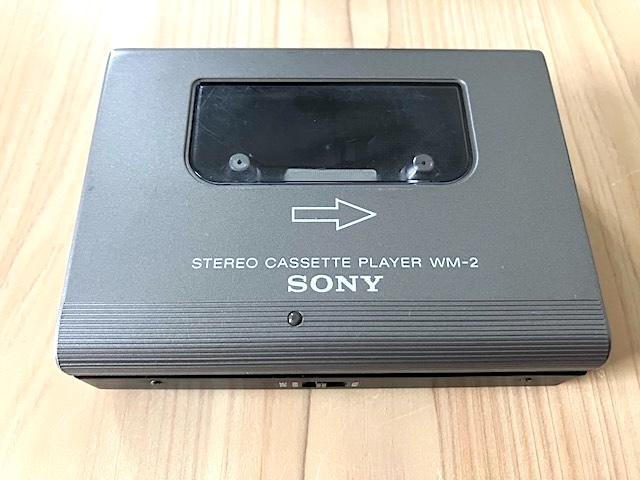 STEREO CASSETTE PLAYER WM-2
SONY